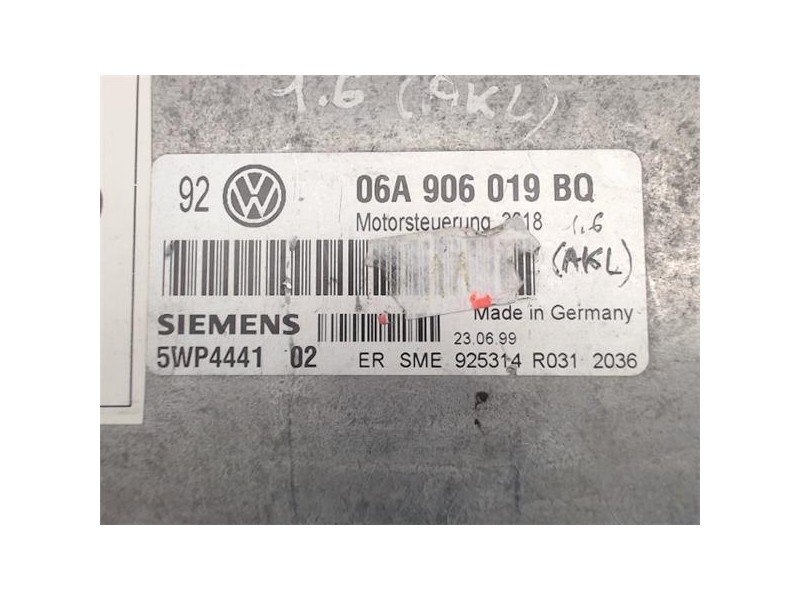 1.6 (AKL)
92 VW 06A 906 019 BQ
Motorsteuerung 2018 1.6
(AKL)
SIEMENS Made in Germany
23.06.99
5WP4441 02 ER SME 925314 R031 2036